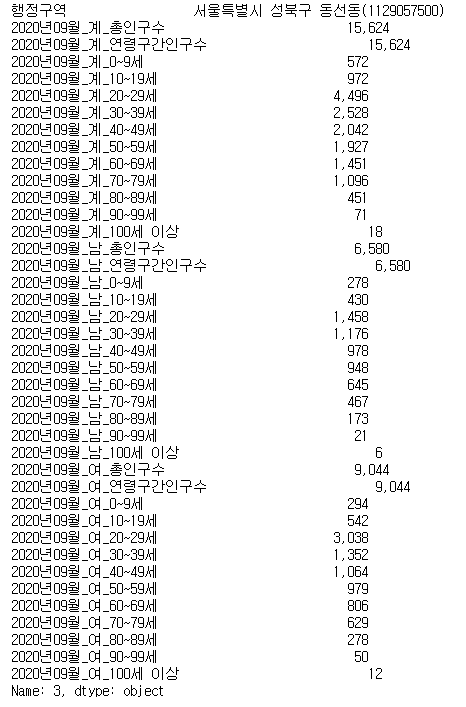 행정구역 서울특별시 성북구 동선동(1129057500)
2020년09월_계_총인구수 15,624
2020년09월_계_연령구간인구수 15,624
2020년09월_계_0~9세 572
2020년09월_계_10~19세 972
2020년09월_계_20~29세 4,496
2020년09월_계_30~39세 2,528
2020년09월_계_40~49세 2,042
2020년09월_계_50~59세 1,927
2020년09월_계_60~69세 1,451
2020년09월_계_70~79세 1,096
2020년09월_계_80~89세 451
2020년09월_계_90~99세 71
2020년09월_계_100세 이상 18
2020년09월_남_총인구수 6,580
2020년09월_남_연령구간인구수 6,580
2020년09월_남_0~9세 278
2020년09월_남_10~19세 430
2020년09월_남_20~29세 1,458
2020년09월_남_30~39세 1,176
2020년09월_남_40~49세 978
2020년09월_남_50~59세 948
2020년09월_남_60~69세 645
2020년09월_남_70~79세 467
2020년09월_남_80~89세 173
2020년09월_남_90~99세 21
2020년09월_남_100세 이상 6
2020년09월_여_총인구수 9,044
2020년09월_여_연령구간인구수 9,044
2020년09월_여_0~9세 294
2020년09월_여_10~19세 542
2020년09월_여_20~29세 3,038
2020년09월_여_30~39세 1,352
2020년09월_여_40~49세 1,064
2020년09월_여_50~59세 979
2020년09월_여_60~69세 806
2020년09월_여_70~79세 629
2020년09월_여_80~89세 278
2020년09월_여_90~99세 50
2020년09월_여_100세 이상 12
Name: 3, dtype: object